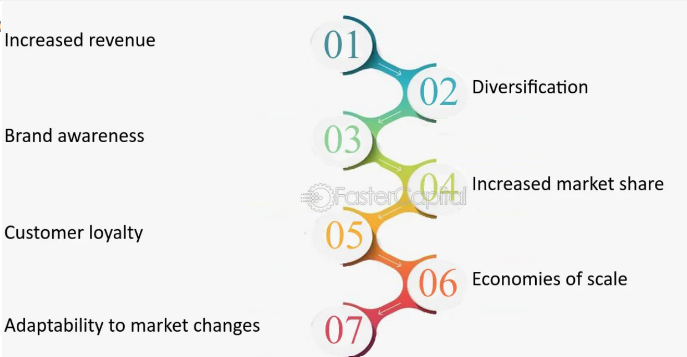 Increased revenue
01
02
Diversification
Brand awareness
03
04
Increased market share
FasterCapital
Customer loyalty
05
06
Economies of scale
Adaptability to market changes
07